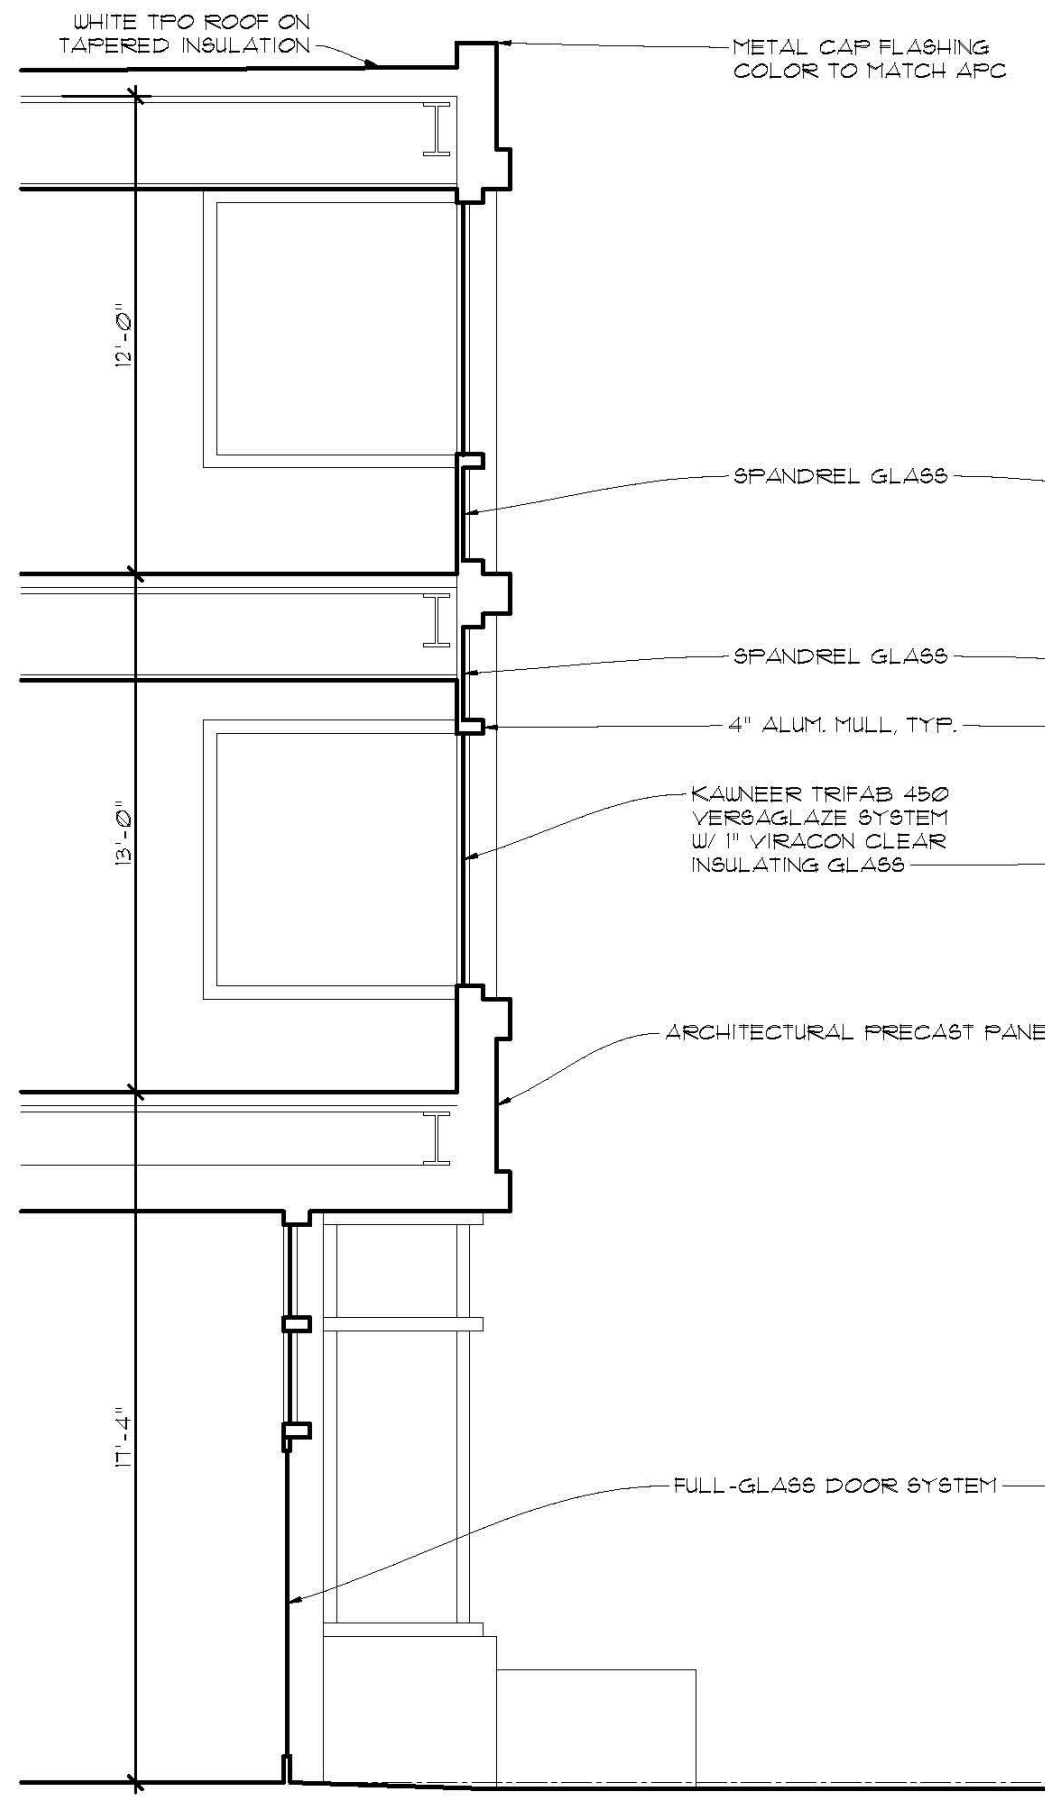 WHITE TPO ROOF ON
TAPERED INSULATION
METAL CAP FLASHING
COLOR TO MATCH APC
12'-0"
SPANDREL GLASS
SPANDREL GLASS
4" ALUM. MULL, TYP.
KAWNEER TRIFAB 450
VERSAGLAZE SYSTEM
W/ 1" VIRACON CLEAR
INSULATING GLASS
13'-0"
ARCHITECTURAL PRECAST PANE
17'-4"
FULL-GLASS DOOR SYSTEM